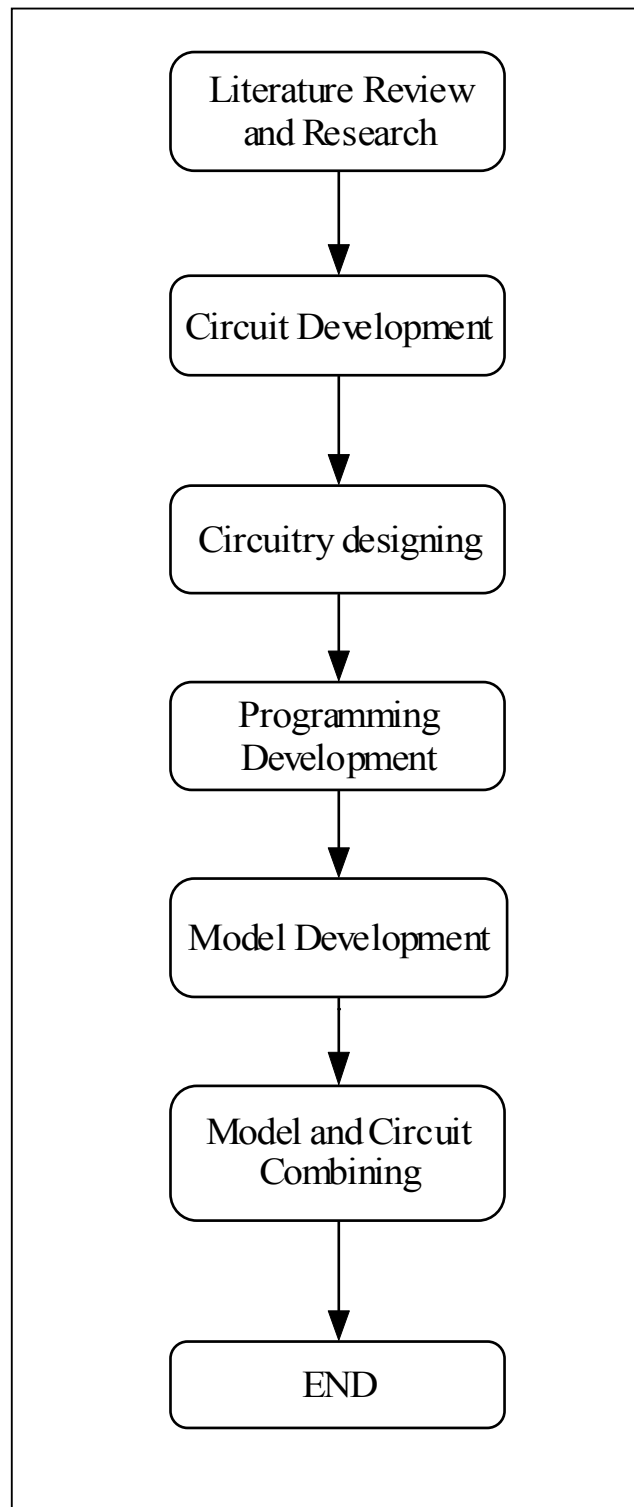 Literature Review
and Research
Circuit Development
Circuitry designing
Programming
Development
Model Development
Model and Circuit
Combining
END